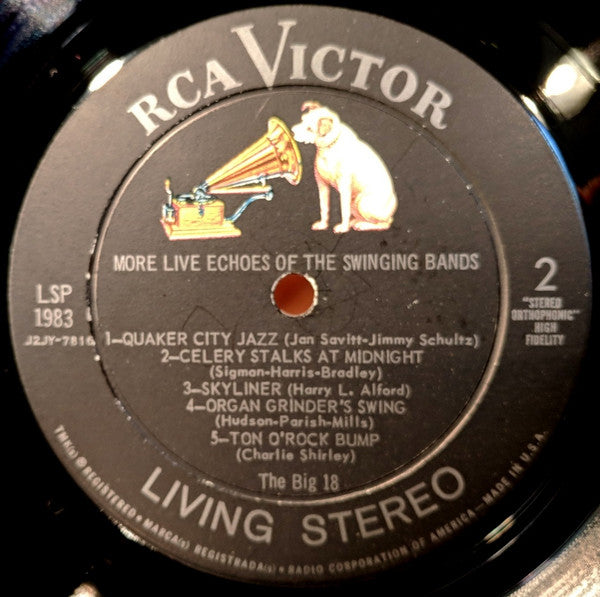 RCA VICTOR
MORE LIVE ECHOES OF THE SWINGING BANDS
LSP
1983
J2JY-7816
2
"STEREO
ORTHOPHONIC"
HIGH
FIDELITY
1—QUAKER CITY JAZZ (Jan Savitt-Jimmy Schultz)
2—CELERY STALKS AT MIDNIGHT
(Sigman-Harris-Bradley)
3—SKYLINER (Harry L. Alford)
4—ORGAN GRINDER'S SWING
(Hudson-Parish-Mills)
5—TON O'ROCK BUMP
(Charlie Shirley)
The Big 18
LIVING STEREO
TMK(s) ® REGISTERED • MARCA(s) REGISTRADA(s) • RADIO CORPORATION OF AMERICA—MADE IN U.S.A.